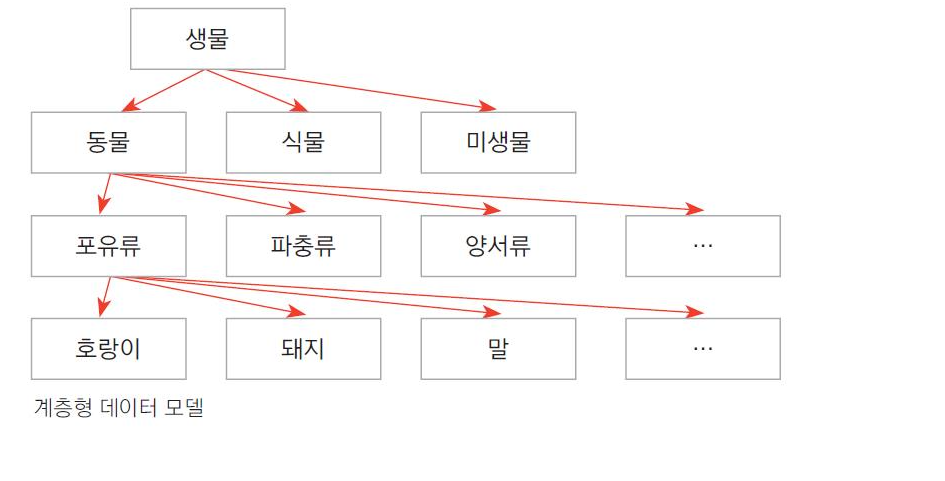 생물
동물 식물 미생물
포유류 파충류 양서류 …
호랑이 돼지 말 …
계층형 데이터 모델